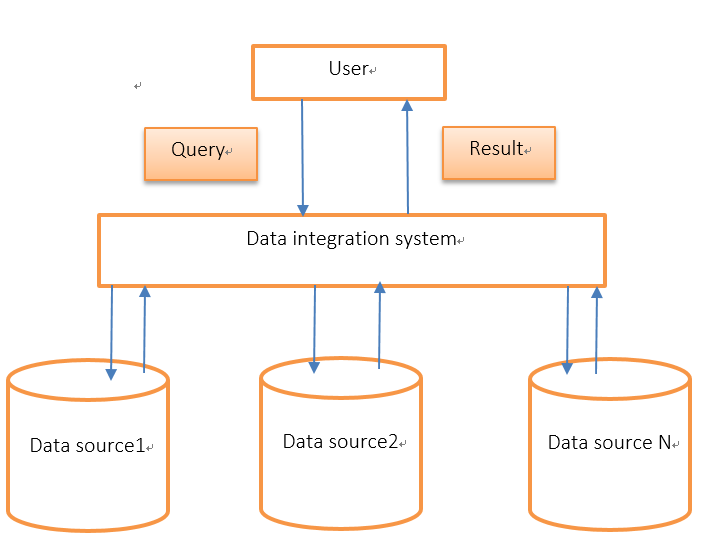 User
Query
Result
Data integration system
Data source1
Data source2
Data source N